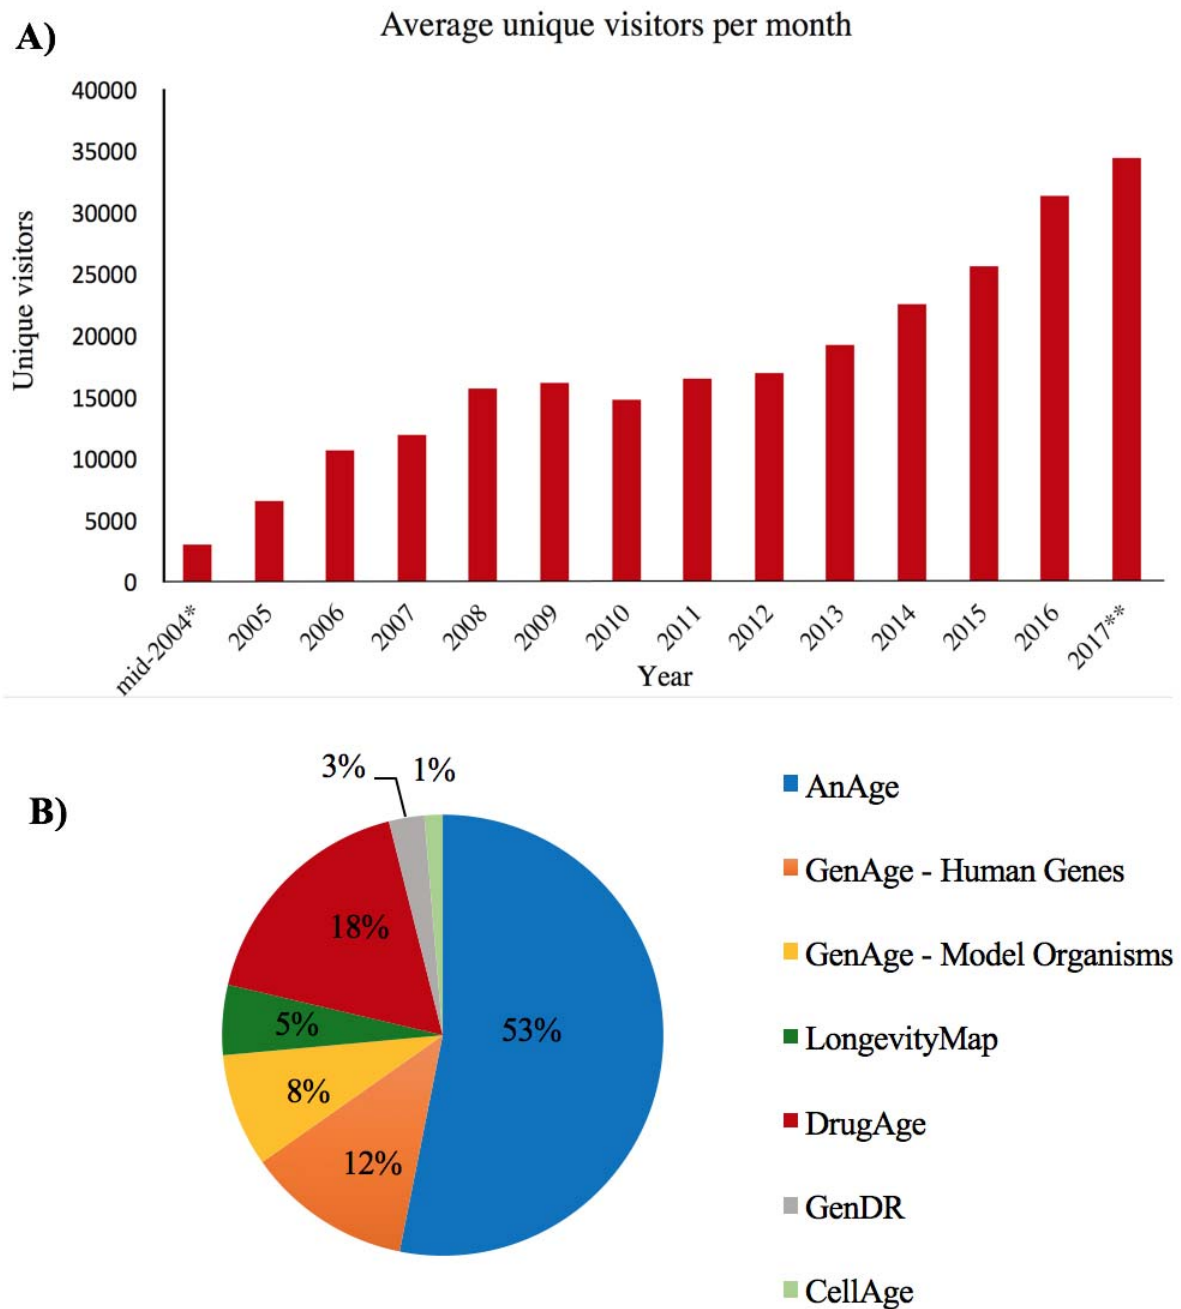 A)
Average unique visitors per month
Unique visitors
40000
35000
30000
25000
20000
15000
10000
5000
0
mid-2004*
2005
2006
2007
2008
2009
2010
2011
2012
2013
2014
2015
2016
2017**
Year
B)
3%
1%
18%
53%
5%
8%
12%
AnAge
GenAge - Human Genes
GenAge - Model Organisms
LongevityMap
DrugAge
GenDR
CellAge